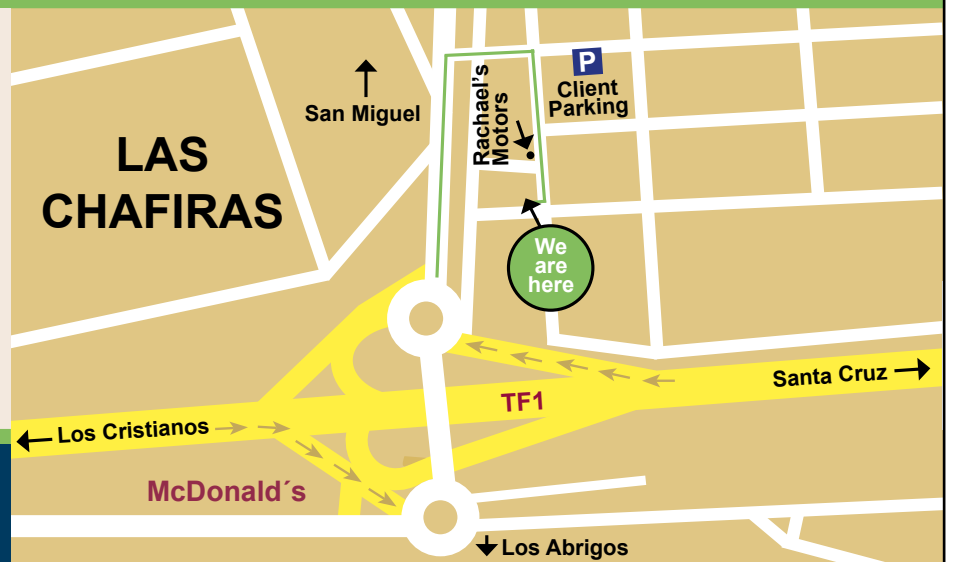 P
Client
Parking
San Miguel
Rachael's
Motors
LAS
CHAFIRAS
We
are
here
Santa Cruz
TF1
Los Cristianos
McDonald´s
Los Abrigos